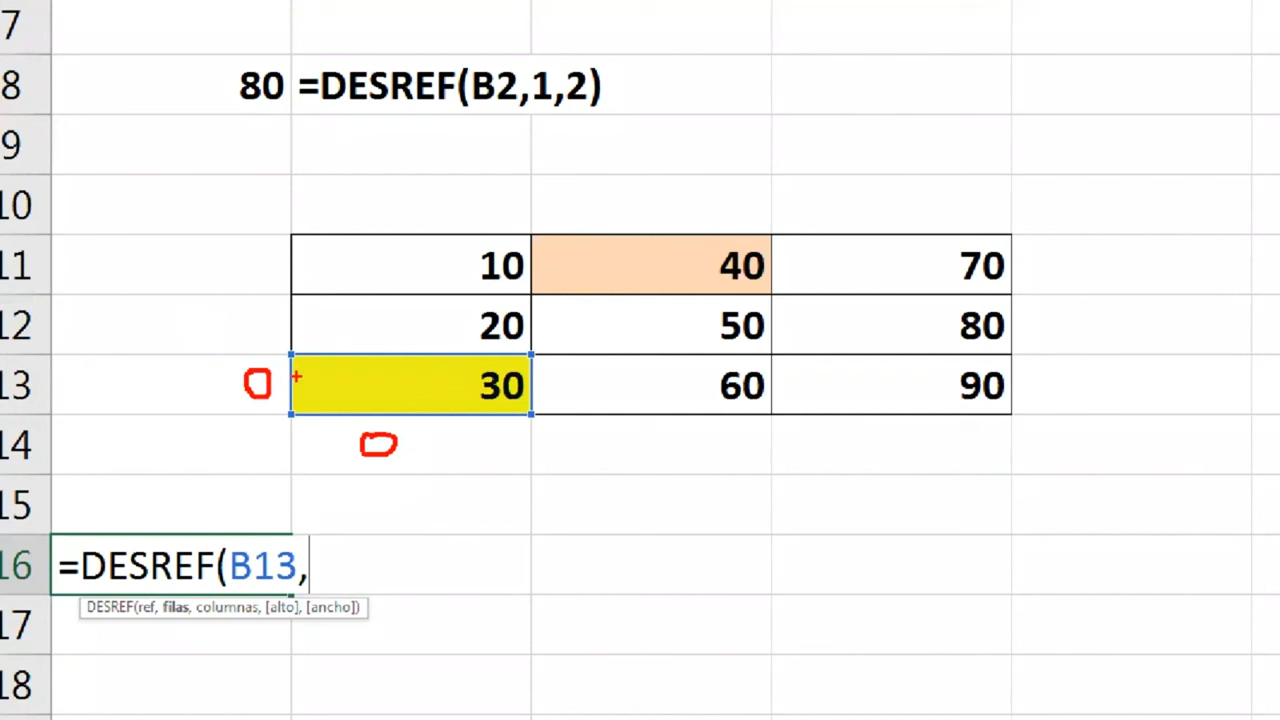 7
8 80 =DESREF(B2,1,2)
9
10
11 10 40 70
12 20 50 80
13 0 30 60 90
14 0
15
16 =DESREF(B13,
DESREF(ref, filas, columnas, [alto], [ancho])
17
18